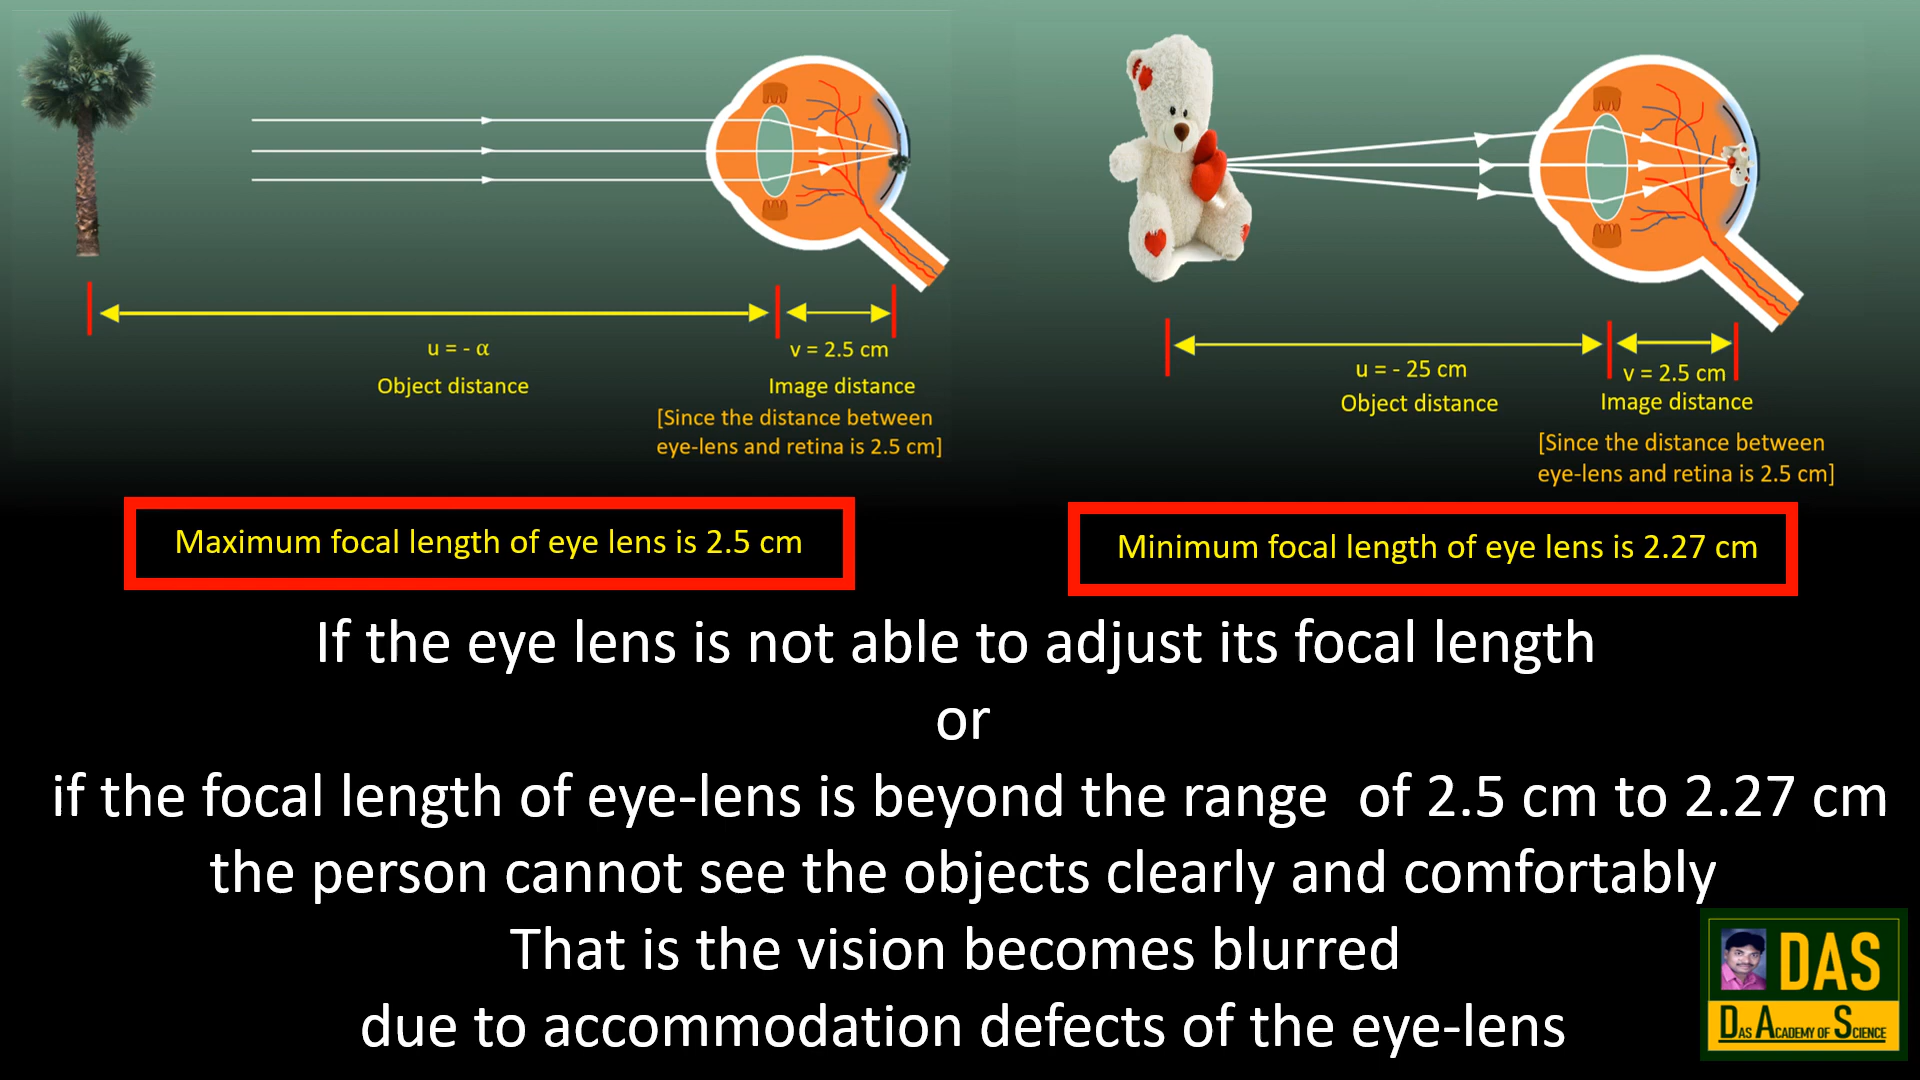 u = - α
Object distance
v = 2.5 cm
Image distance
[Since the distance between
eye-lens and retina is 2.5 cm]
u = - 25 cm
Object distance
v = 2.5 cm
Image distance
[Since the distance between
eye-lens and retina is 2.5 cm]
Maximum focal length of eye lens is 2.5 cm
Minimum focal length of eye lens is 2.27 cm
If the eye lens is not able to adjust its focal length
or
if the focal length of eye-lens is beyond the range  of 2.5 cm to 2.27 cm
the person cannot see the objects clearly and comfortably
That is the vision becomes blurred
due to accommodation defects of the eye-lens
DAS
DAS ACADEMY OF SCIENCE